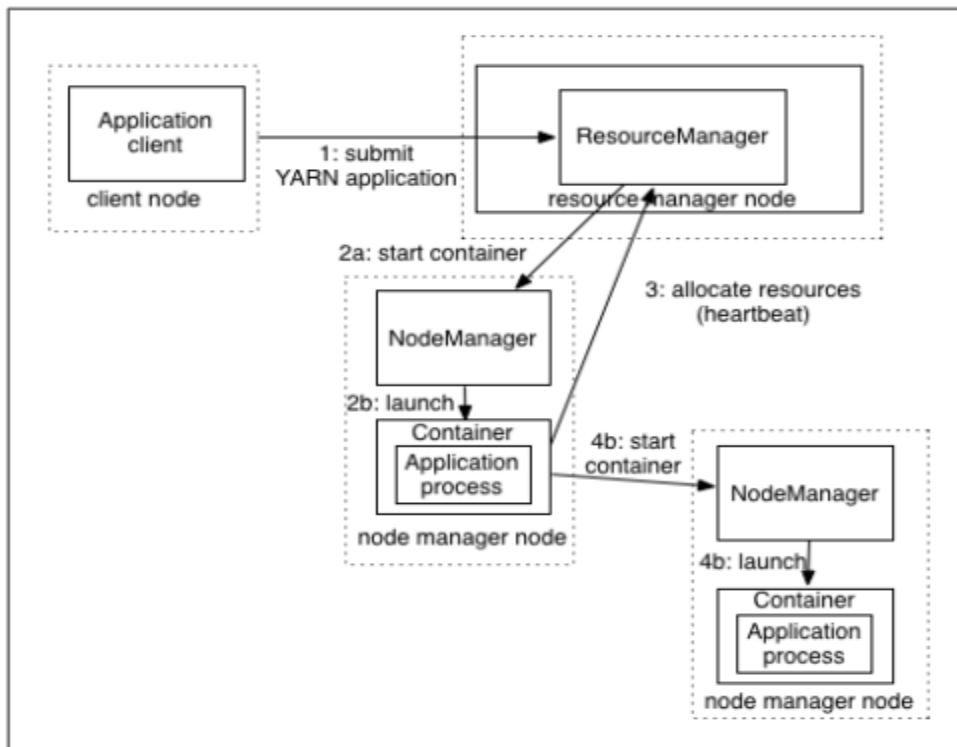 Application
client
client node
1: submit
YARN application
ResourceManager
resource manager node
2a: start container
NodeManager
2b: launch
Container
Application
process
node manager node
3: allocate resources
(heartbeat)
4b: start
container
NodeManager
4b: launch
Container
Application
process
node manager node